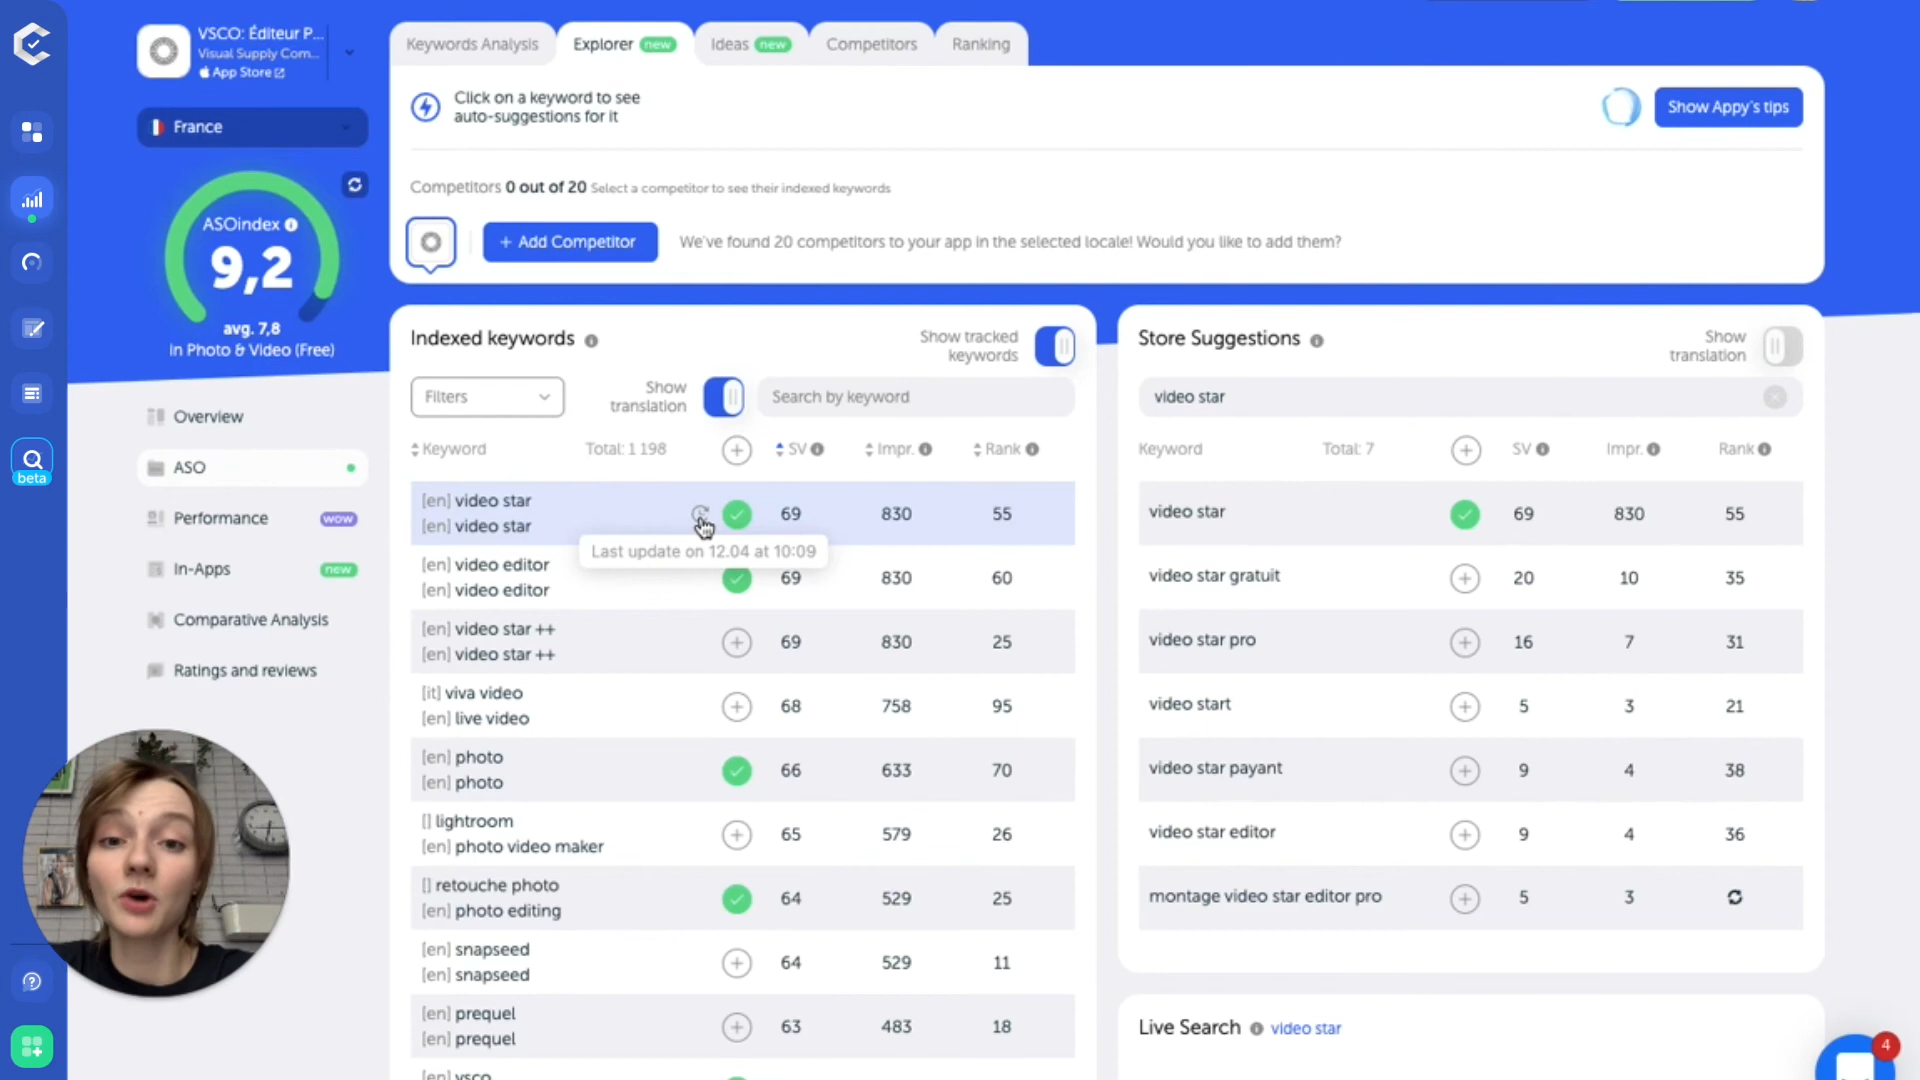 VSCO: Éditeur P...
Visual Supply Com...
App Store
France
ASOindex
9,2
avg. 7,8
in Photo & Video (Free)
Overview
ASO
Performance wow
In-Apps new
Comparative Analysis
Ratings and reviews
beta
Keywords Analysis
Explorer new
Ideas new
Competitors
Ranking
Click on a keyword to see
auto-suggestions for it
Show Appy's tips
Competitors 0 out of 20 Select a competitor to see their indexed keywords
+ Add Competitor
We've found 20 competitors to your app in the selected locale! Would you like to add them?
Indexed keywords
Show tracked
keywords
Filters
Show
translation
Search by keyword
Keyword Total: 1 198 SV Impr. Rank
[en] video star
[en] video star
69 830 55
Last update on 12.04 at 10:09
[en] video editor
[en] video editor
69 830 60
[en] video star ++
[en] video star ++
69 830 25
[it] viva video
[en] live video
68 758 95
[en] photo
[en] photo
66 633 70
[] lightroom
[en] photo video maker
65 579 26
[] retouche photo
[en] photo editing
64 529 25
[en] snapseed
[en] snapseed
64 529 11
[en] prequel
[en] prequel
63 483 18
[en] vsco
Store Suggestions
Show
translation
video star
Keyword Total: 7 SV Impr. Rank
video star 69 830 55
video star gratuit 20 10 35
video star pro 16 7 31
video start 5 3 21
video star payant 9 4 38
video star editor 9 4 36
montage video star editor pro 5 3
Live Search video star
4